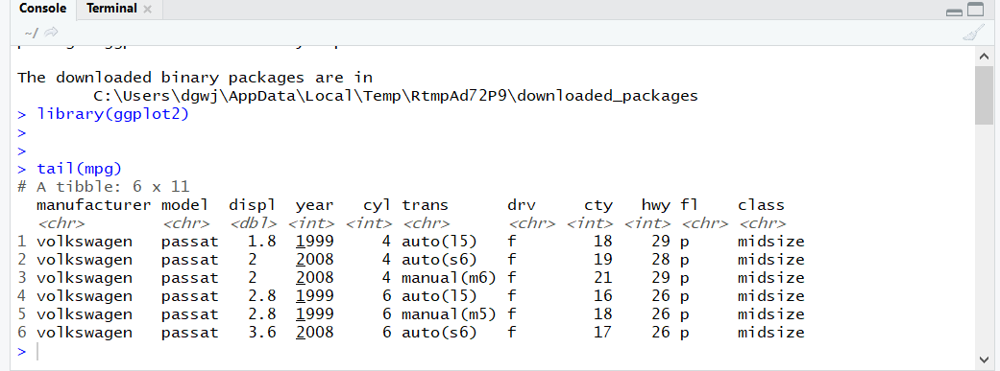 Console Terminal ×
~/
The downloaded binary packages are in
        C:\Users\dgwj\AppData\Local\Temp\RtmpAd72P9\downloaded_packages
> library(ggplot2)
>
>
> tail(mpg)
# A tibble: 6 x 11
  manufacturer model  displ  year   cyl trans      drv     cty   hwy fl    class
  <chr>        <chr>  <dbl> <int> <int> <chr>      <chr> <int> <int> <chr> <chr>
1 volkswagen   passat   1.8  1999     4 auto(l5)   f        18    29 p     midsize
2 volkswagen   passat   2    2008     4 auto(s6)   f        19    28 p     midsize
3 volkswagen   passat   2    2008     4 manual(m6) f        21    29 p     midsize
4 volkswagen   passat   2.8  1999     6 auto(l5)   f        16    26 p     midsize
5 volkswagen   passat   2.8  1999     6 manual(m5) f        18    26 p     midsize
6 volkswagen   passat   3.6  2008     6 auto(s6)   f        17    26 p     midsize
>